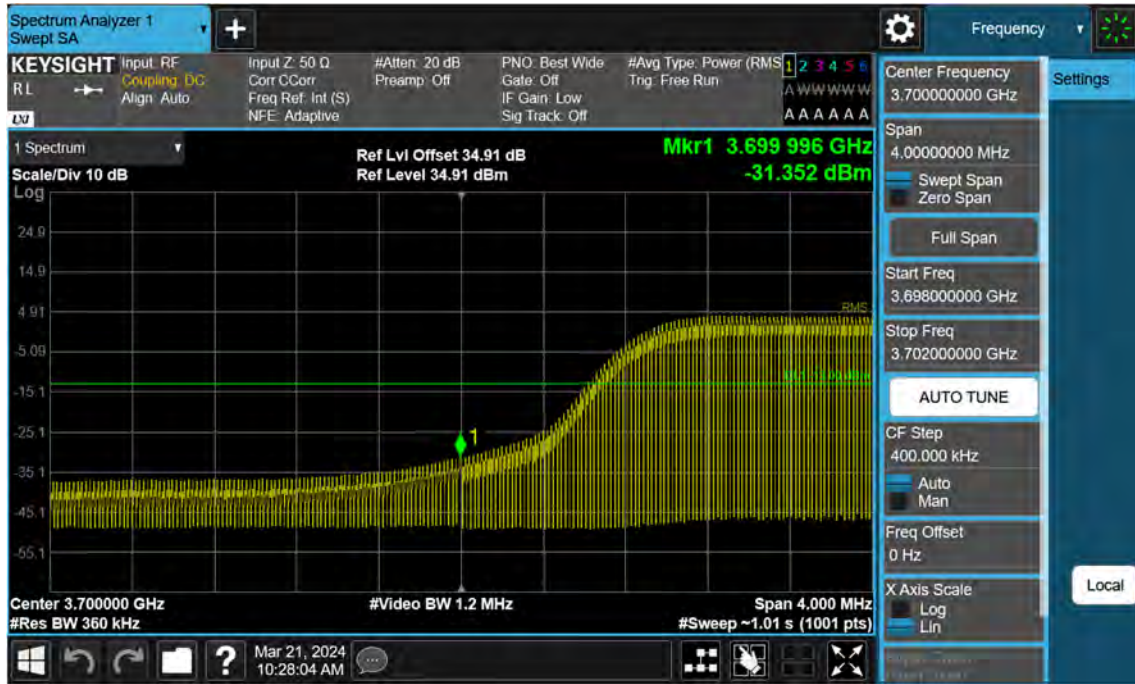 Spectrum Analyzer 1
Swept SA
+
Frequency
KEYSIGHT
RL
LXI
Input: RF
Coupling: DC
Align: Auto
Input Z: 50 Ω
Corr CCorr
Freq Ref: Int (S)
NFE: Adaptive
#Atten: 20 dB
Preamp: Off
PNO: Best Wide
Gate: Off
IF Gain: Low
Sig Track: Off
#Avg Type: Power (RMS
Trig: Free Run
1 2 3 4 5 6
A W W W W W
A A A A A A
Center Frequency
3.700000000 GHz
Settings
Span
4.00000000 MHz
Swept Span
Zero Span
Full Span
Start Freq
3.698000000 GHz
Stop Freq
3.702000000 GHz
AUTO TUNE
CF Step
400.000 kHz
Auto
Man
Freq Offset
0 Hz
X Axis Scale
Log
Lin
Local
1 Spectrum
Scale/Div 10 dB
Log
Ref Lvl Offset 34.91 dB
Ref Level 34.91 dBm
Mkr1 3.699 996 GHz
-31.352 dBm
24.9
14.9
4.91
-5.09
-15.1
-25.1
-35.1
-45.1
-55.1
RMS
1
Center 3.700000 GHz
#Res BW 360 kHz
#Video BW 1.2 MHz
Span 4.000 MHz
#Sweep ~1.01 s (1001 pts)
?
Mar 21, 2024
10:28:04 AM